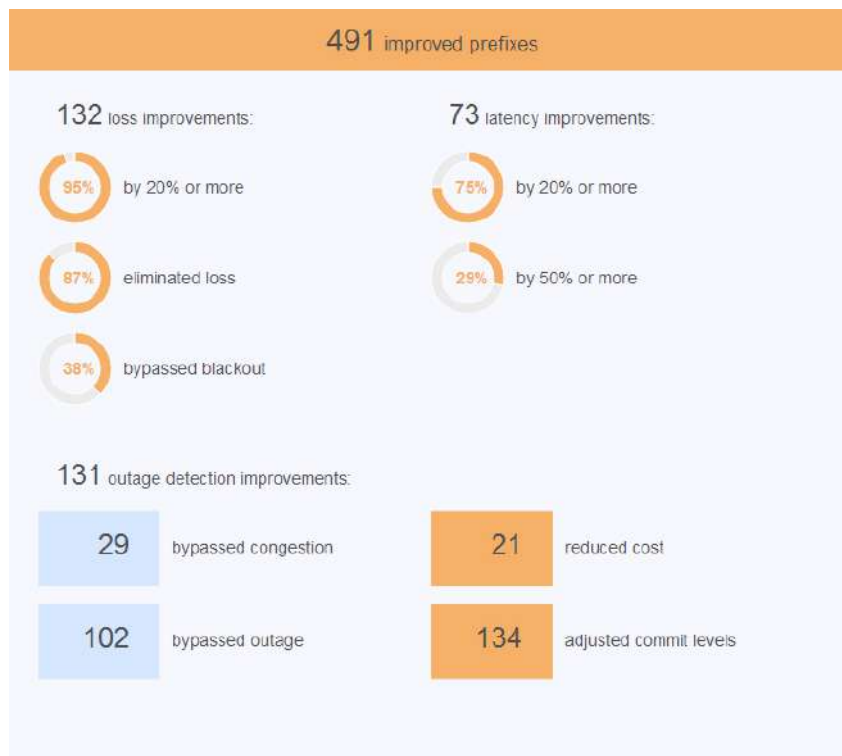 491 improved prefixes
132 loss improvements:
95% by 20% or more
87% eliminated loss
38% bypassed blackout
73 latency improvements:
75% by 20% or more
29% by 50% or more
131 outage detection improvements:
29 bypassed congestion
102 bypassed outage
21 reduced cost
134 adjusted commit levels